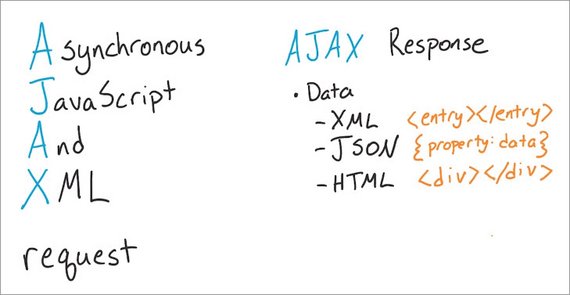 Asynchronous
JavaScript
And
XML
request
AJAX Response
• Data
- XML <entry></entry>
- JSON {property: data}
- HTML <div></div>